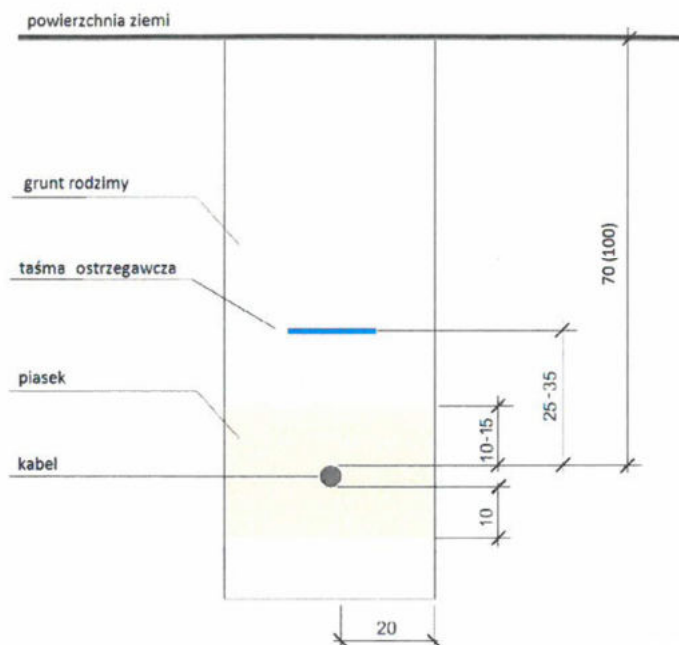 powierzchnia ziemi
grunt rodzimy
taśma ostrzegawcza
piasek
kabel
70 (100)
25-35
10-15
10
20